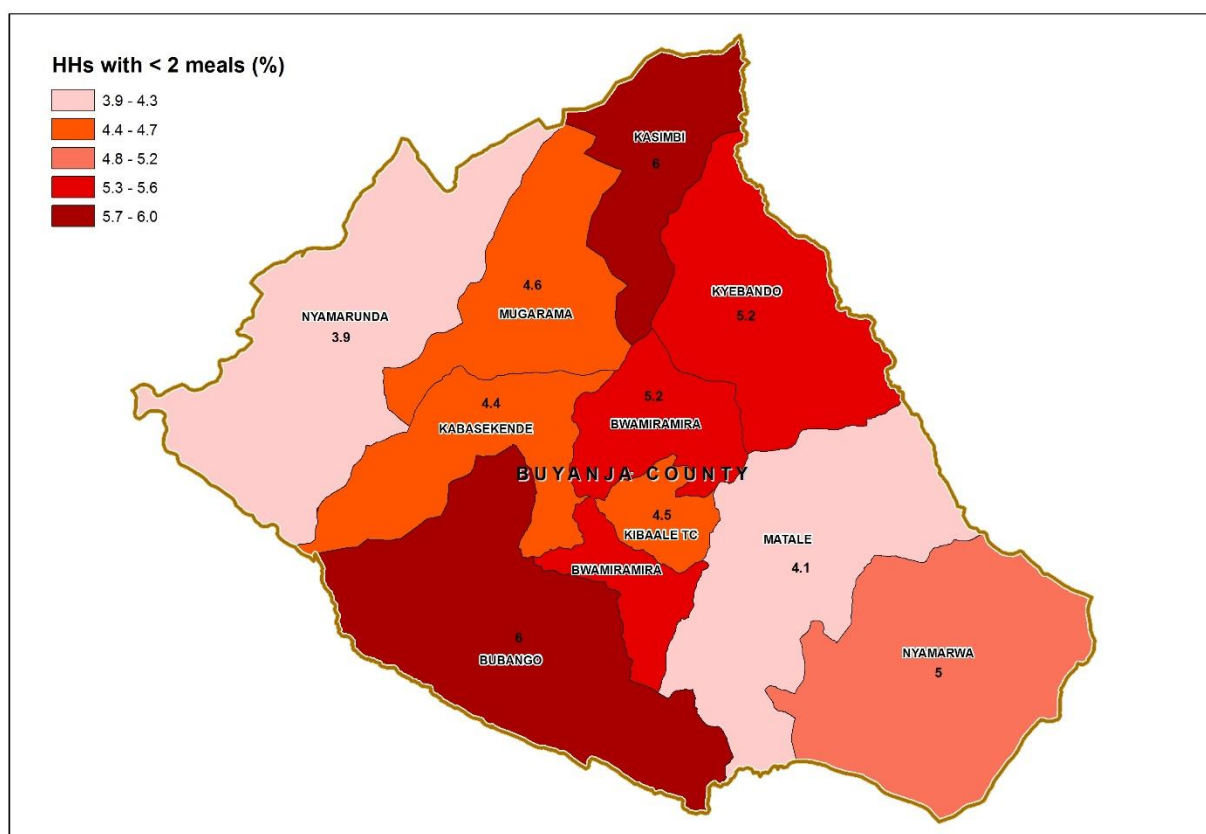 HHs with < 2 meals (%)
3.9 - 4.3
4.4 - 4.7
4.8 - 5.2
5.3 - 5.6
5.7 - 6.0
KASIMBI
6
4.6
MUGARAMA
KYEBANDO
5.2
NYAMARUNDA
3.9
4.4
KABASEKENDE
5.2
BWAMIRAMIRA
BUYANJA COUNTY
4.5
KIBAALE TC
MATALE
4.1
BWAMIRAMIRA
6
BUBANGO
NYAMARWA
5